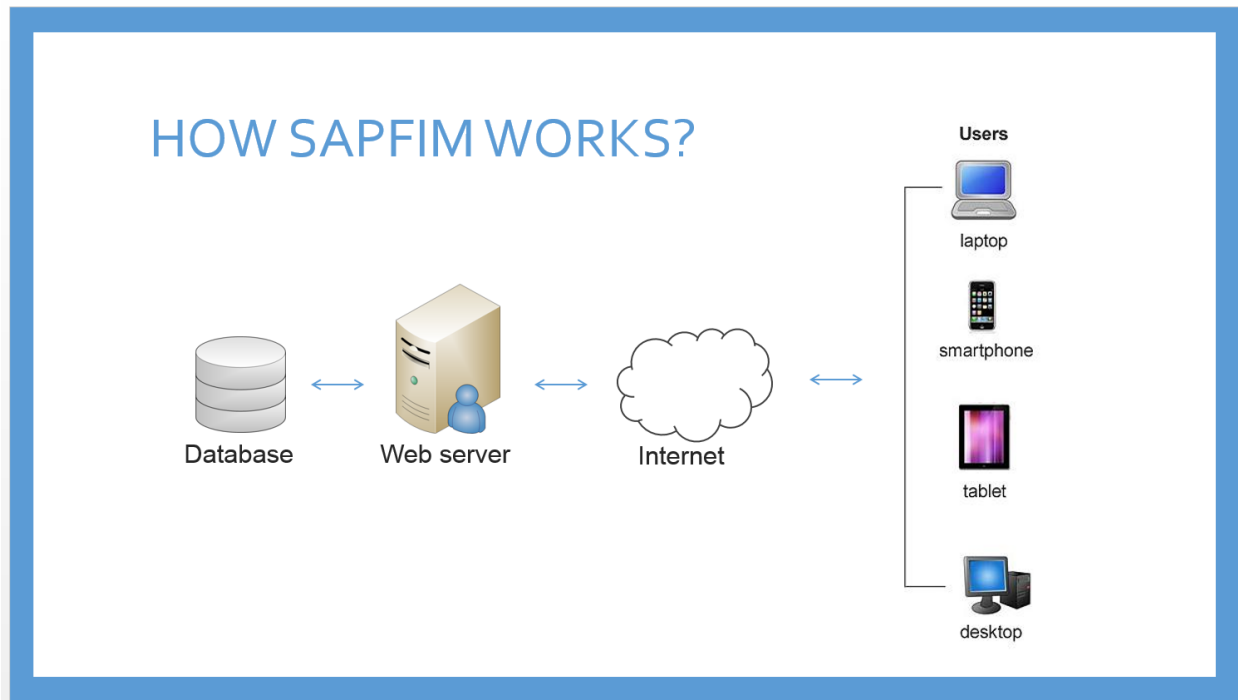 HOW SAPFIM WORKS?
Users
laptop
smartphone
tablet
desktop
Database
Web server
Internet